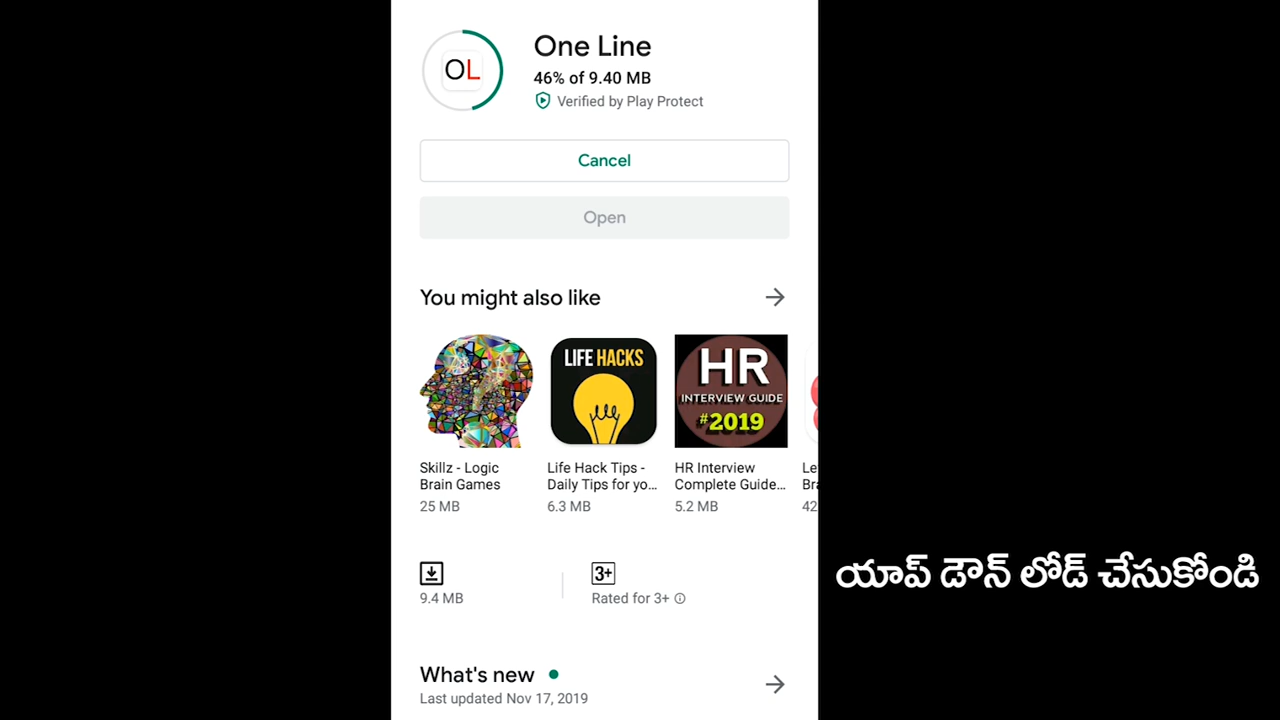 OL
One Line
46% of 9.40 MB
Verified by Play Protect
Cancel
Open
You might also like
LIFE HACKS
HR
INTERVIEW GUIDE
#2019
Skillz - Logic
Brain Games
25 MB
Life Hack Tips -
Daily Tips for yo...
6.3 MB
HR Interview
Complete Guide...
5.2 MB
Le
Bra
42
9.4 MB
3+
Rated for 3+
యాప్ డౌన్ లోడ్ చేసుకోండి
What's new
Last updated Nov 17, 2019